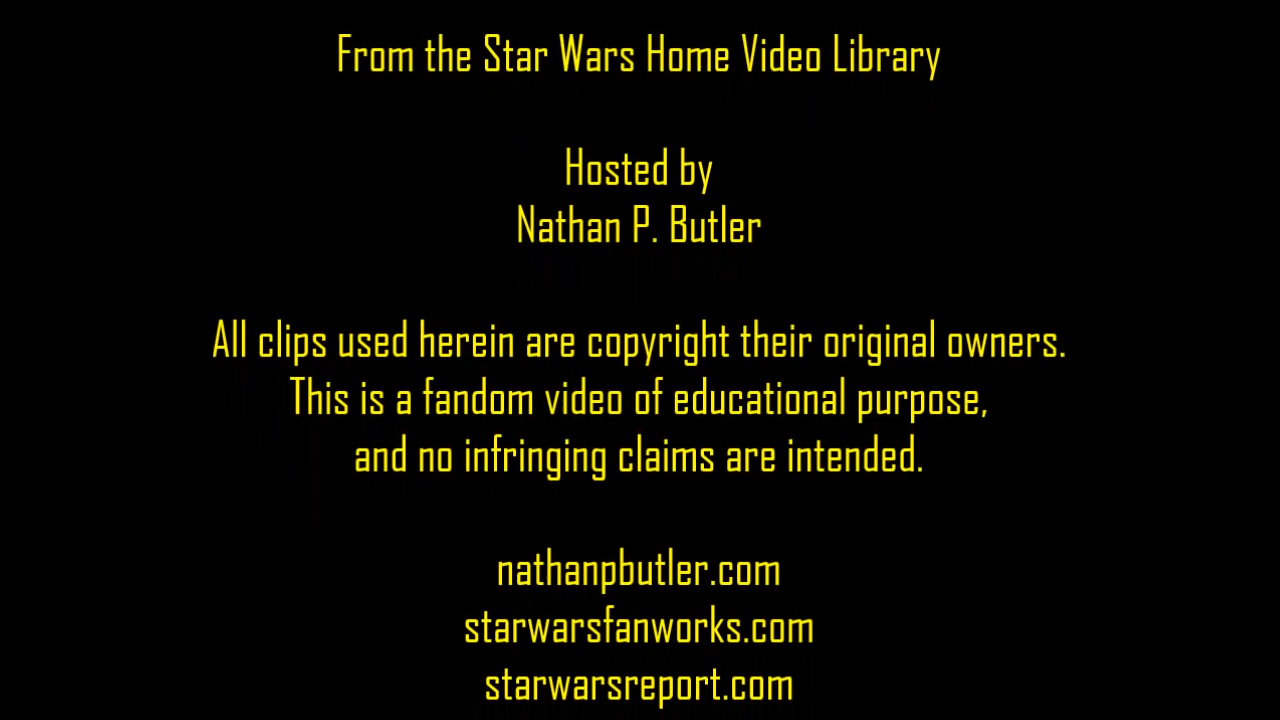 From the Star Wars Home Video Library
Hosted by
Nathan P. Butler
All clips used herein are copyright their original owners.
This is a fandom video of educational purpose,
and no infringing claims are intended.
nathanpbutler.com
starwarsfanworks.com
starwarsreport.com